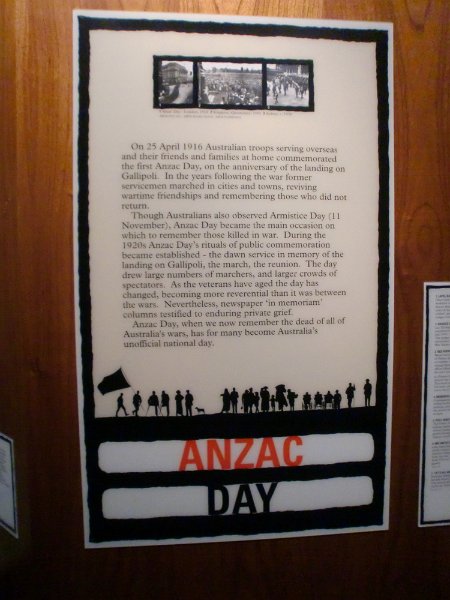 On 25 April 1916 Australian troops serving overseas
and their friends and families at home commemorated
the first Anzac Day, on the anniversary of the landing on
Gallipoli. In the years following the war former
servicemen marched in cities and towns, reviving
wartime friendships and remembering those who did not
return.
Though Australians also observed Armistice Day (11
November), Anzac Day became the main occasion on
which to remember those killed in war. During the
1920s Anzac Day's rituals of public commemoration
became established - the dawn service in memory of the
landing on Gallipoli, the march, the reunion. The day
drew large numbers of marchers, and larger crowds of
spectators. As the veterans have aged the day has
changed, becoming more reverential than it was between
the wars. Nevertheless, newspaper 'in memoriam'
columns testified to enduring private grief.
Anzac Day, when we now remember the dead of all of
Australia's wars, has for many become Australia's
unofficial national day.
ANZAC
DAY